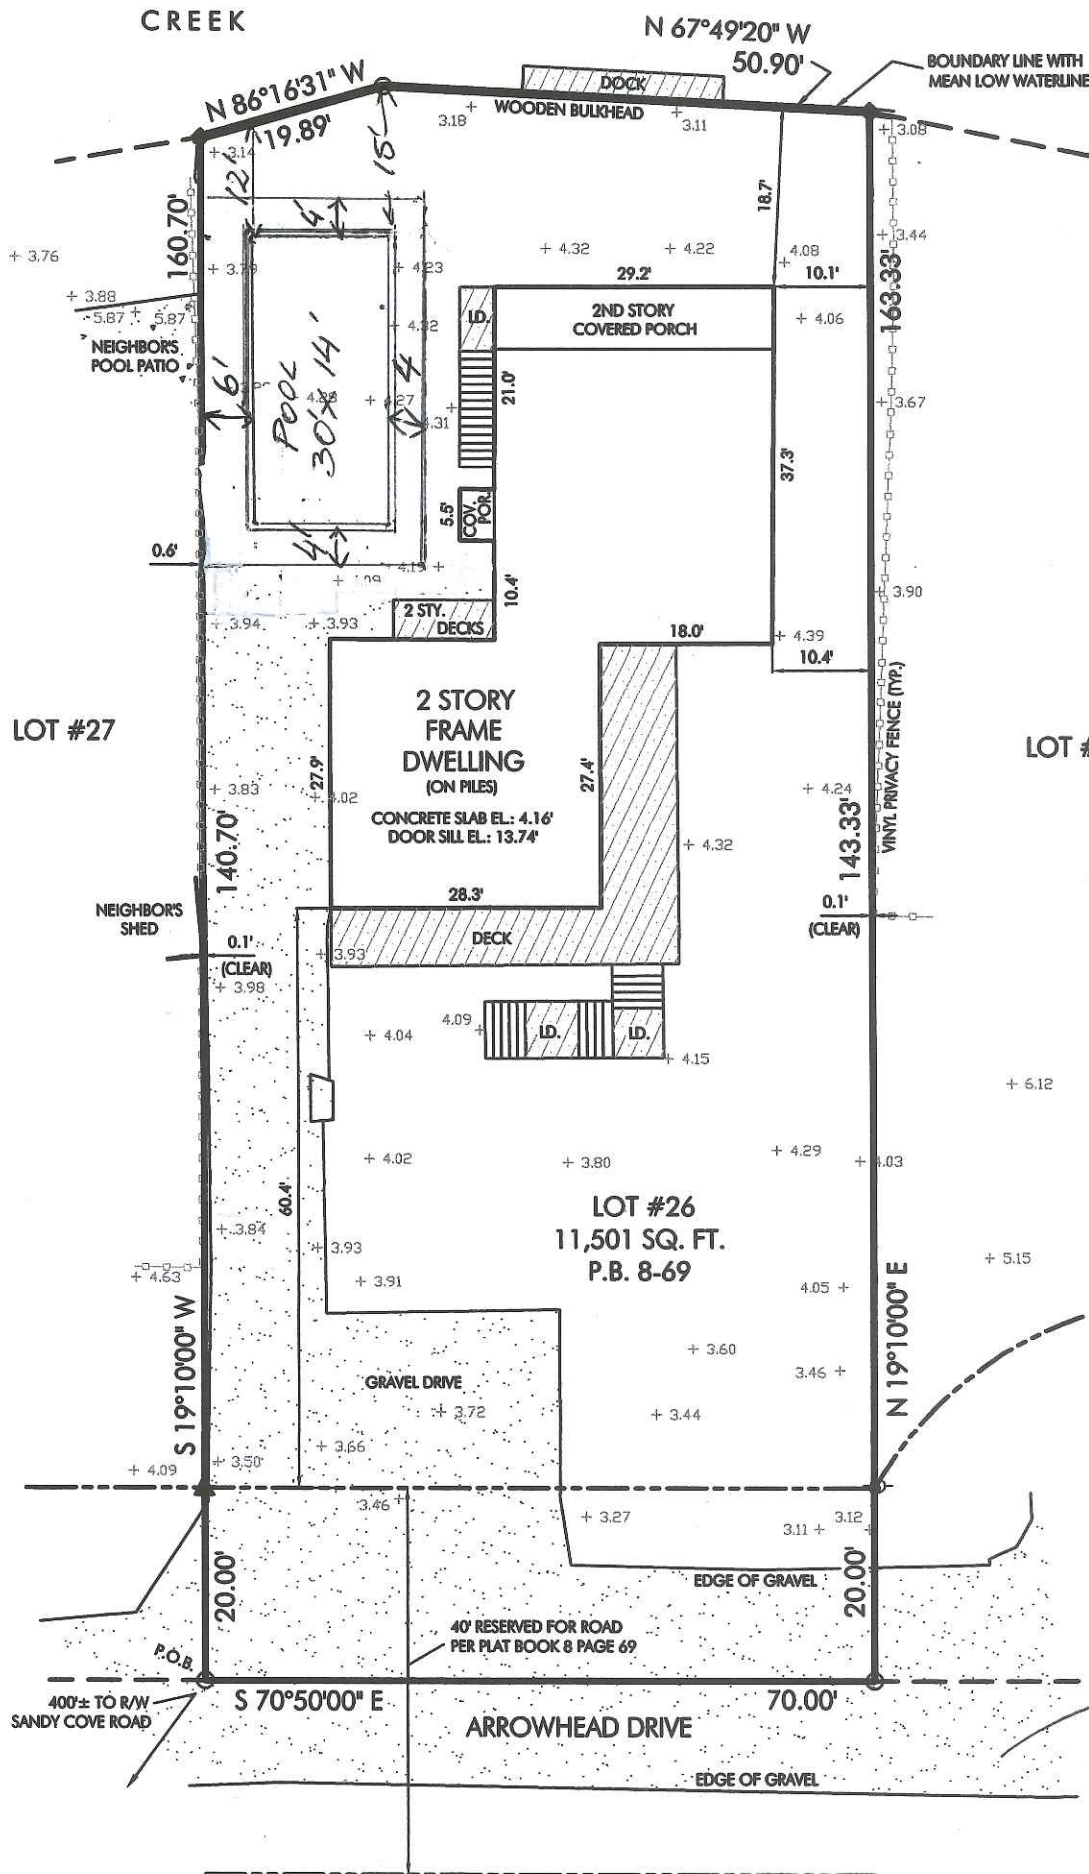 CREEK
N 67°49'20" W
50.90'
BOUNDARY LINE WITH
MEAN LOW WATERLINE
N 86°16'31" W
19.89'
DOCK
WOODEN BULKHEAD
3.18
3.11
3.08
3.14
12'
15'
4'
18.7'
160.70'
163.33'
3.76
3.79
4.23
4.32
4.22
4.08
3.44
29.2'
10.1'
3.88
5.87
5.87
4.32
LD.
2ND STORY
COVERED PORCH
4.06
NEIGHBOR'S
POOL PATIO
6'
POOL
30' x 14'
4.27
4
4.31
21.0'
3.67
37.3'
5.5'
COV.
POR.
0.6'
4'
4.19
10.4'
3.90
3.94
3.93
2 STY.
DECKS
18.0'
4.39
10.4'
LOT #27
2 STORY
FRAME
DWELLING
(ON PILES)
CONCRETE SLAB EL.: 4.16'
DOOR SILL EL.: 13.74'
27.9'
27.4'
VINYL PRIVACY FENCE (TYP.)
LOT #
3.83
4.02
4.24
140.70'
143.33'
4.32
28.3'
NEIGHBOR'S
SHED
0.1'
(CLEAR)
0.1'
(CLEAR)
DECK
3.93
3.98
4.04
4.09
LD.
LD.
4.15
6.12
4.02
3.80
4.29
4.03
60.4'
LOT #26
11,501 SQ. FT.
P.B. 8-69
3.84
3.93
4.63
3.91
4.05
5.15
S 19°10'00" W
N 19°10'00" E
3.60
3.46
GRAVEL DRIVE
3.72
3.44
3.66
4.09
3.50
3.46
3.27
3.11
3.12
EDGE OF GRAVEL
20.00'
20.00'
40' RESERVED FOR ROAD
PER PLAT BOOK 8 PAGE 69
P.O.B.
400'± TO R/W
SANDY COVE ROAD
S 70°50'00" E
70.00'
ARROWHEAD DRIVE
EDGE OF GRAVEL